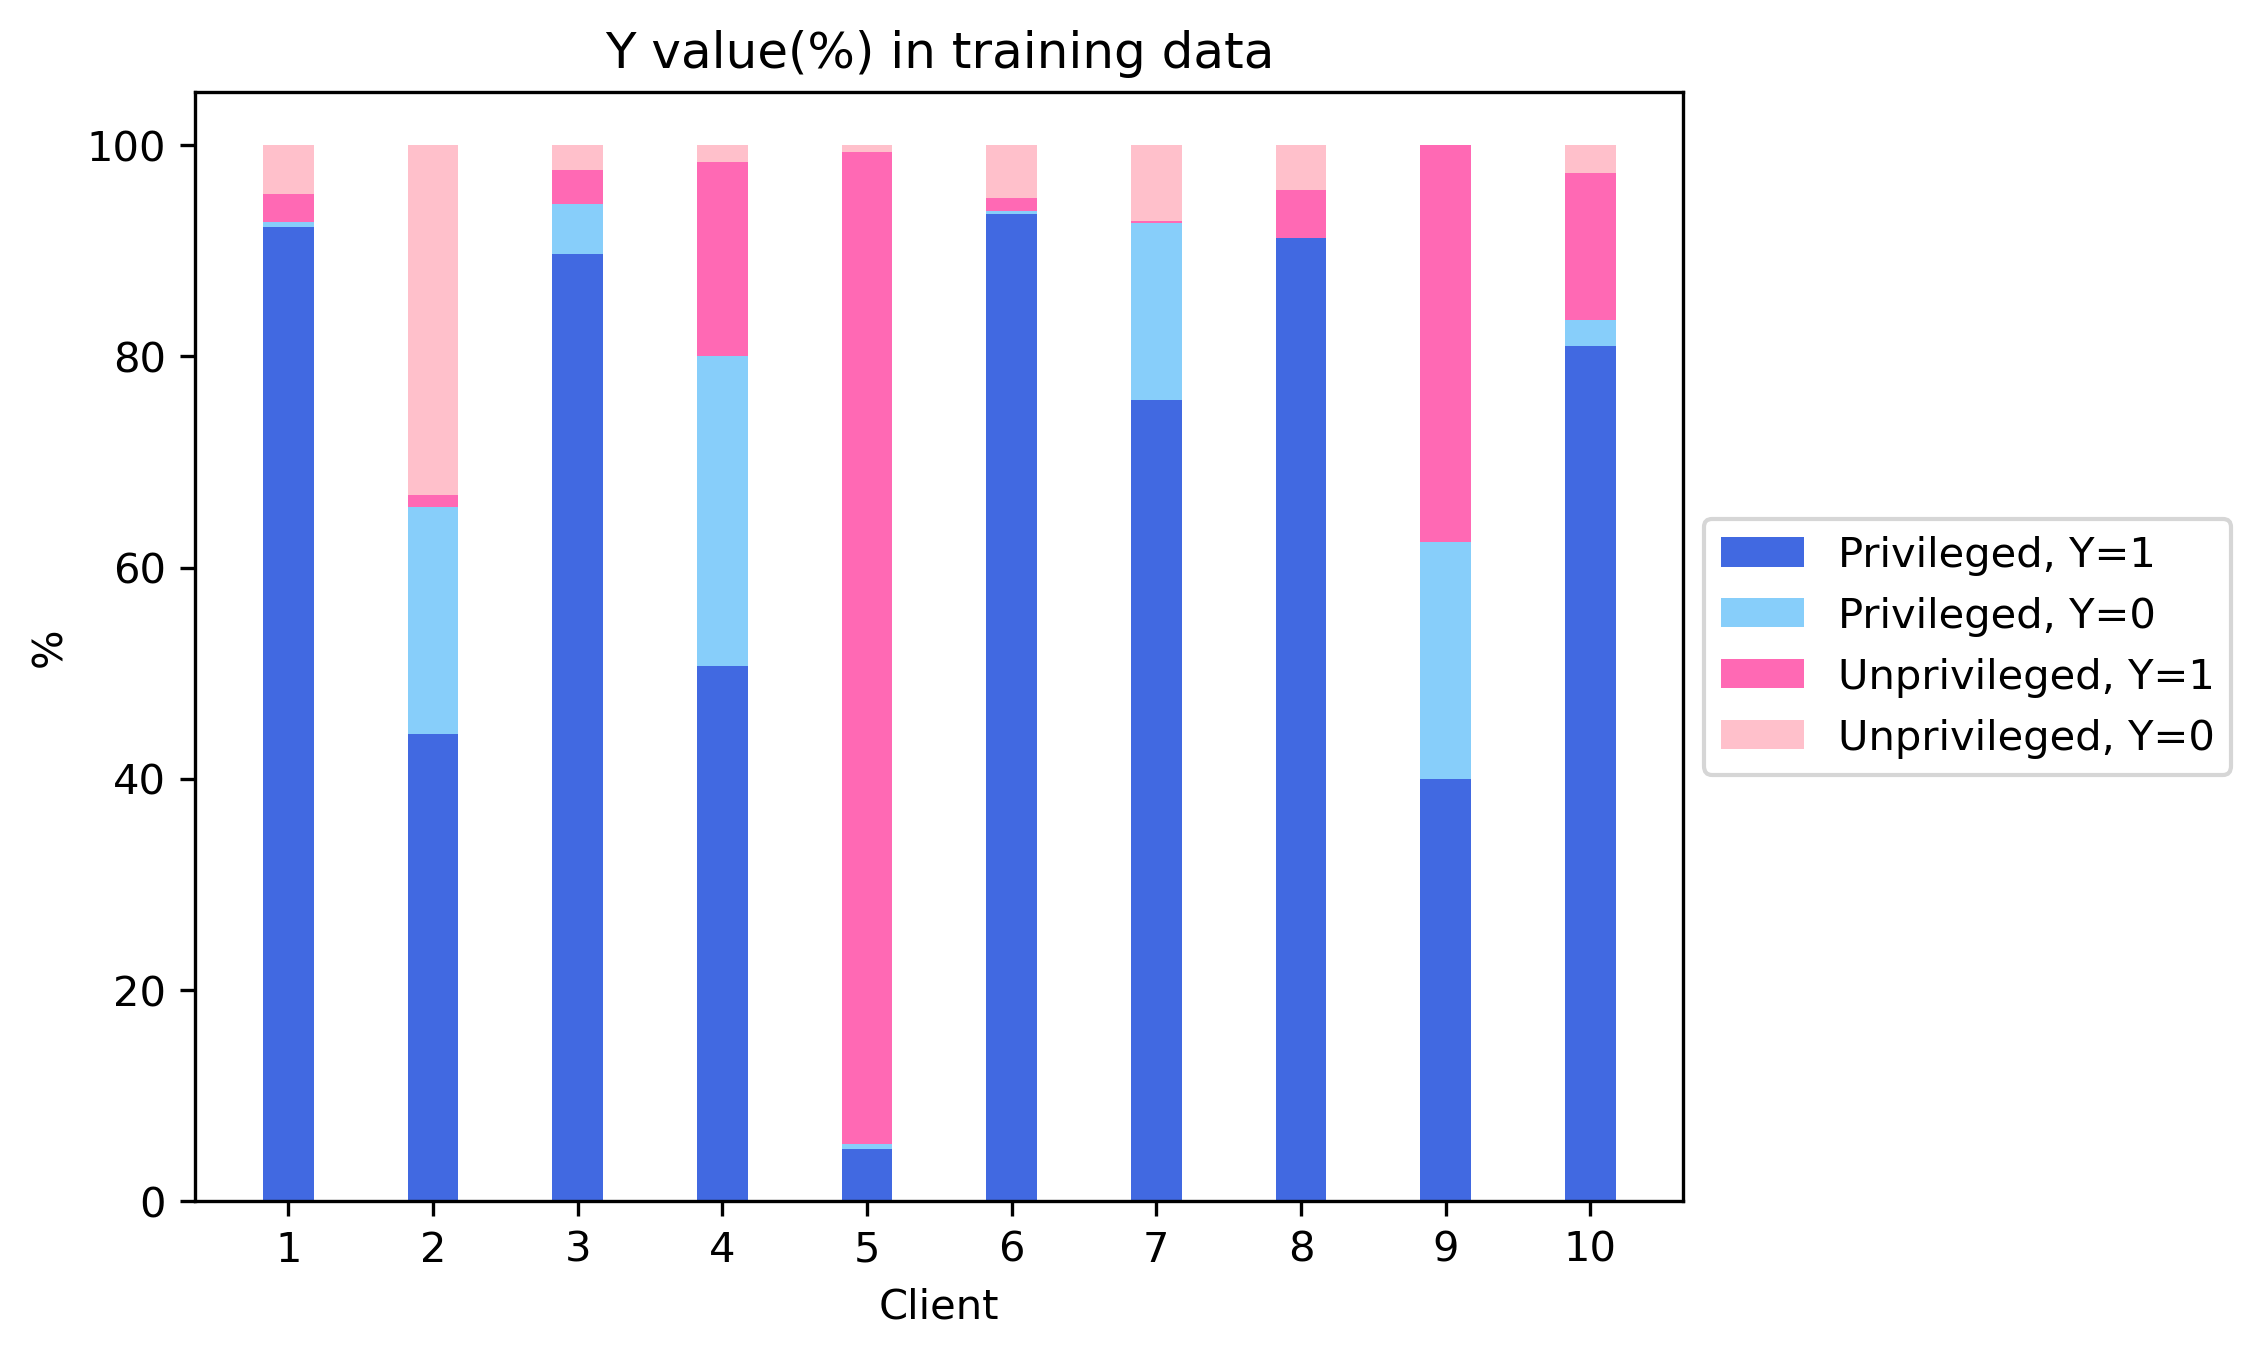 Y value(%) in training data
100
80
60
40
20
0
%
1 2 3 4 5 6 7 8 9 10
Client
Privileged, Y=1
Privileged, Y=0
Unprivileged, Y=1
Unprivileged, Y=0